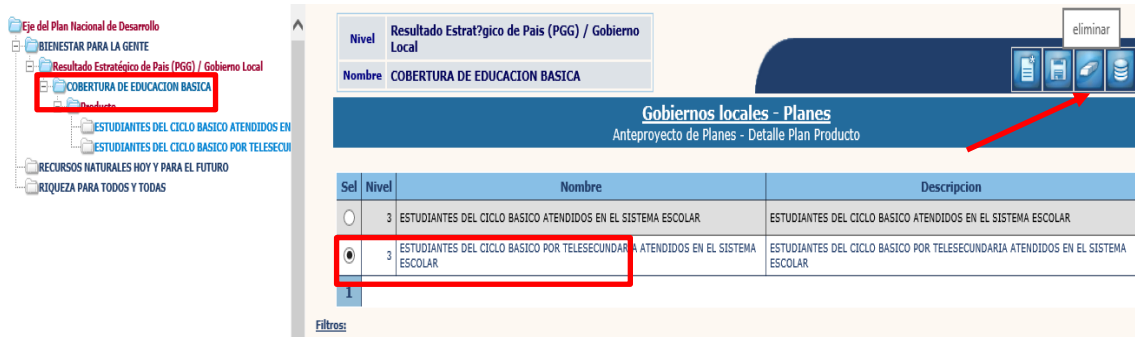 Eje del Plan Nacional de Desarrollo
BIENESTAR PARA LA GENTE
Resultado Estratégico de Pais (PGG) / Gobierno Local
COBERTURA DE EDUCACION BASICA
Producto
ESTUDIANTES DEL CICLO BASICO ATENDIDOS EN
ESTUDIANTES DEL CICLO BASICO POR TELESECU
RECURSOS NATURALES HOY Y PARA EL FUTURO
RIQUEZA PARA TODOS Y TODAS
Nivel Resultado Estrat?gico de Pais (PGG) / Gobierno
Local
Nombre COBERTURA DE EDUCACION BASICA
eliminar
Gobiernos locales - Planes
Anteproyecto de Planes - Detalle Plan Producto
Sel Nivel Nombre Descripcion
3 ESTUDIANTES DEL CICLO BASICO ATENDIDOS EN EL SISTEMA ESCOLAR ESTUDIANTES DEL CICLO BASICO ATENDIDOS EN EL SISTEMA ESCOLAR
3 ESTUDIANTES DEL CICLO BASICO POR TELESECUNDARIA ATENDIDOS EN EL SISTEMA ESTUDIANTES DEL CICLO BASICO POR TELESECUNDARIA ATENDIDOS EN EL SISTEMA
ESCOLAR ESCOLAR
1
Filtros: